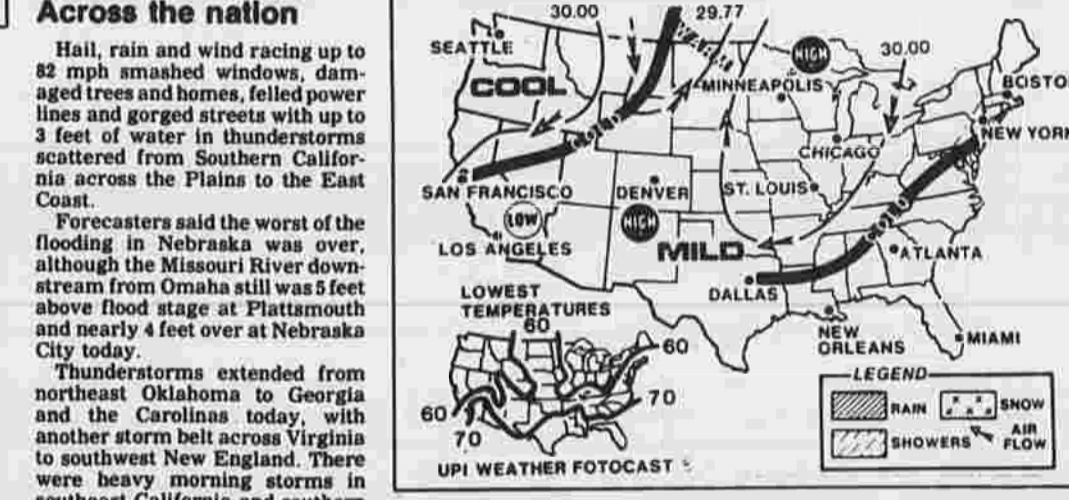 Across the nation
Hail, rain and wind racing up to
82 mph smashed windows, dam-
aged trees and homes, felled power
lines and gorged streets with up to
3 feet of water in thunderstorms
scattered from Southern Califor-
nia across the Plains to the East
Coast.
Forecasters said the worst of the
flooding in Nebraska was over,
although the Missouri River down-
stream from Omaha still was 5 feet
above flood stage at Plattsmouth
and nearly 4 feet over at Nebraska
City today.
Thunderstorms extended from
northeast Oklahoma to Georgia
and the Carolinas today, with
another storm belt across Virginia
to southwest New England. There
were heavy morning storms in
southeast California and southern
30.00
29.77
SEATTLE
WARM
HIGH
30.00
COOL
MINNEAPOLIS
BOSTO
COLD
NEW YORK
CHICAGO
SAN FRANCISCO
DENVER
ST. LOUIS
LOW
HIGH
COLD
LOS ANGELES
MILD
ATLANTA
DALLAS
LOWEST
TEMPERATURES
NEW
ORLEANS
MIAMI
60
60
70
60
70
LEGEND
RAIN
SNOW
SHOWERS
AIR
FLOW
UPI WEATHER FOTOCAST